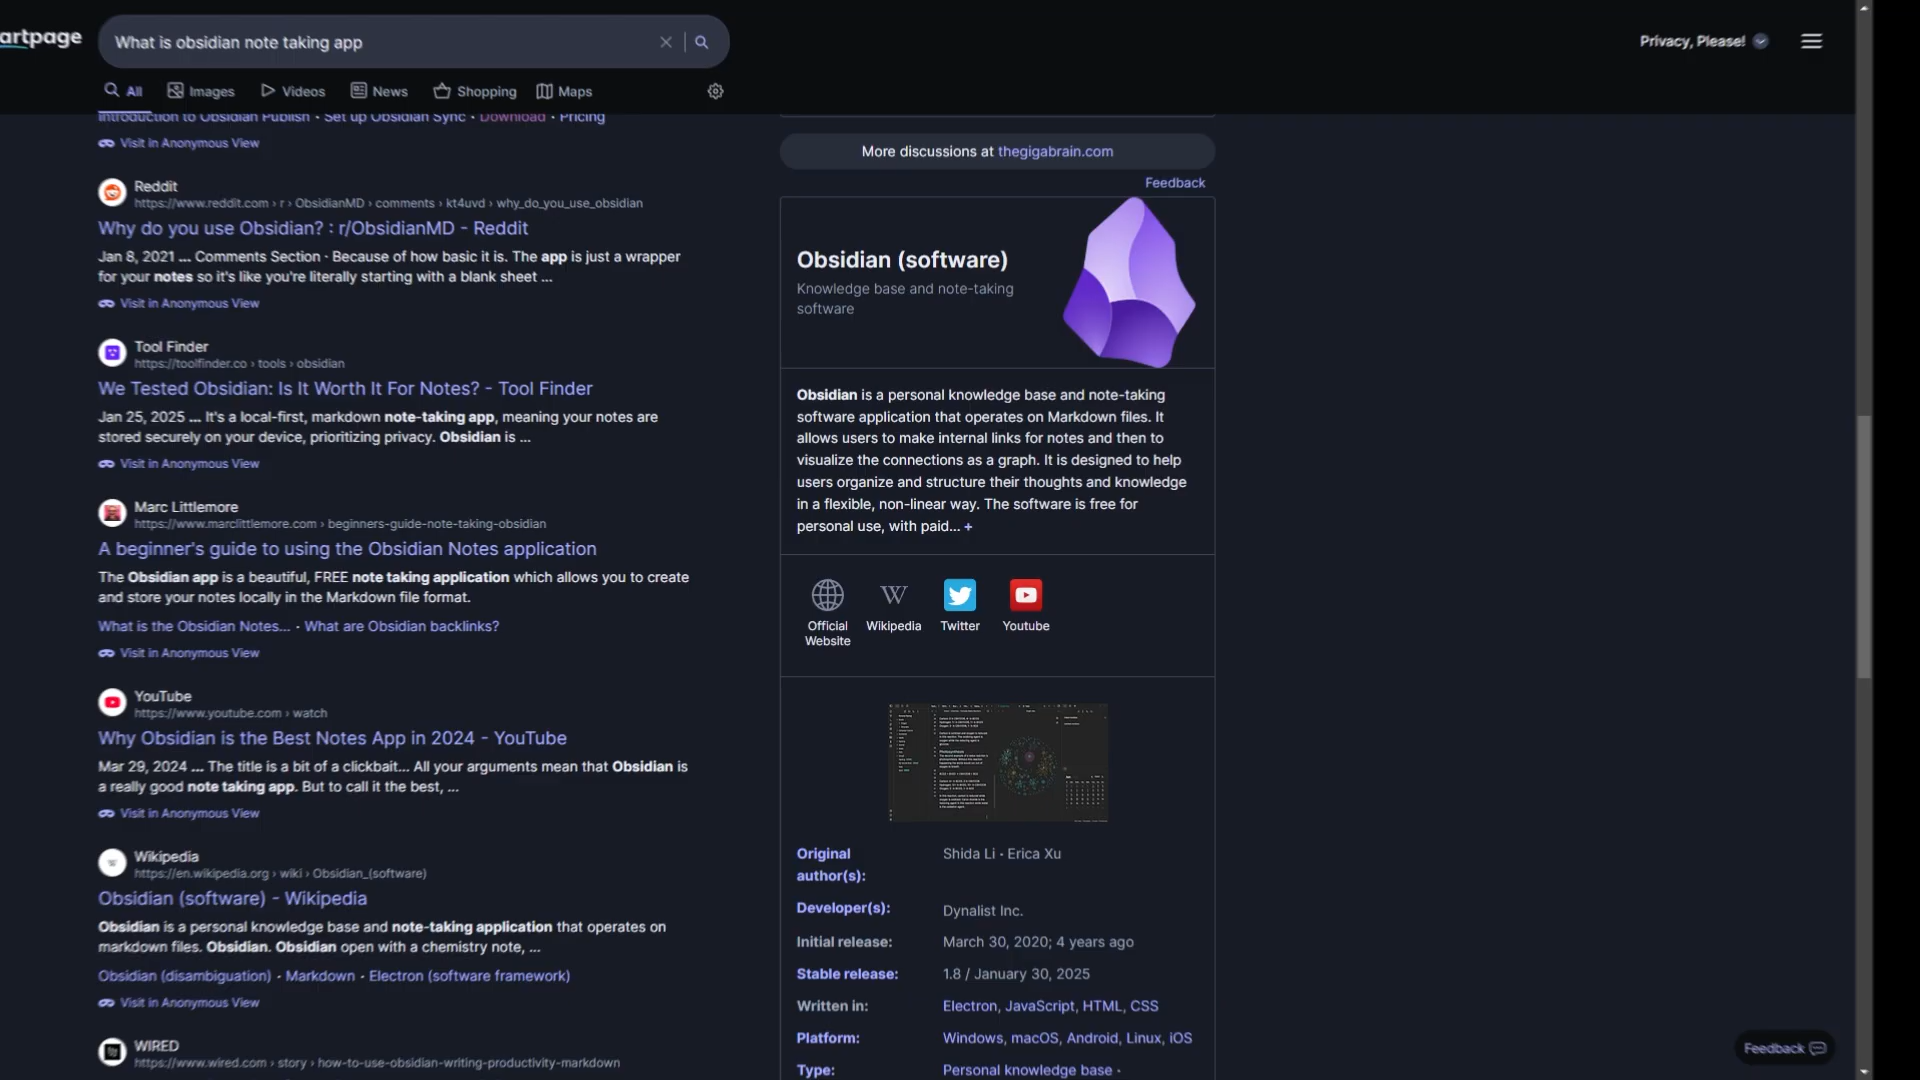 artpage
What is obsidian note taking app
Privacy, Please!
All
Images
Videos
News
Shopping
Maps
Introduction to Obsidian Publish · Set up Obsidian Sync · Download · Pricing
Visit in Anonymous View
Reddit
https://www.reddit.com › r › ObsidianMD › comments › kt4uvd › why_do_you_use_obsidian
Why do you use Obsidian? : r/ObsidianMD - Reddit
Jan 8, 2021 ... Comments Section · Because of how basic it is. The app is just a wrapper
for your notes so it's like you're literally starting with a blank sheet ...
Visit in Anonymous View
Tool Finder
https://toolfinder.co › tools › obsidian
We Tested Obsidian: Is It Worth It For Notes? - Tool Finder
Jan 25, 2025 ... It's a local-first, markdown note-taking app, meaning your notes are
stored securely on your device, prioritizing privacy. Obsidian is ...
Visit in Anonymous View
Marc Littlemore
https://www.marclittlemore.com › beginners-guide-note-taking-obsidian
A beginner's guide to using the Obsidian Notes application
The Obsidian app is a beautiful, FREE note taking application which allows you to create
and store your notes locally in the Markdown file format.
What is the Obsidian Notes... · What are Obsidian backlinks?
Visit in Anonymous View
YouTube
https://www.youtube.com › watch
Why Obsidian is the Best Notes App in 2024 - YouTube
Mar 29, 2024 ... The title is a bit of a clickbait... All your arguments mean that Obsidian is
a really good note taking app. But to call it the best, ...
Visit in Anonymous View
Wikipedia
https://en.wikipedia.org › wiki › Obsidian_(software)
Obsidian (software) - Wikipedia
Obsidian is a personal knowledge base and note-taking application that operates on
markdown files. Obsidian. Obsidian open with a chemistry note, ...
Obsidian (disambiguation) · Markdown · Electron (software framework)
Visit in Anonymous View
WIRED
https://www.wired.com › story › how-to-use-obsidian-writing-productivity-markdown
More discussions at thegigabrain.com
Feedback
Obsidian (software)
Knowledge base and note-taking
software
Obsidian is a personal knowledge base and note-taking
software application that operates on Markdown files. It
allows users to make internal links for notes and then to
visualize the connections as a graph. It is designed to help
users organize and structure their thoughts and knowledge
in a flexible, non-linear way. The software is free for
personal use, with paid... +
Official
Website
Wikipedia
Twitter
Youtube
Original
author(s):
Shida Li · Erica Xu
Developer(s): Dynalist Inc.
Initial release: March 30, 2020; 4 years ago
Stable release: 1.8 / January 30, 2025
Written in: Electron, JavaScript, HTML, CSS
Platform: Windows, macOS, Android, Linux, iOS
Type: Personal knowledge base ·
Feedback